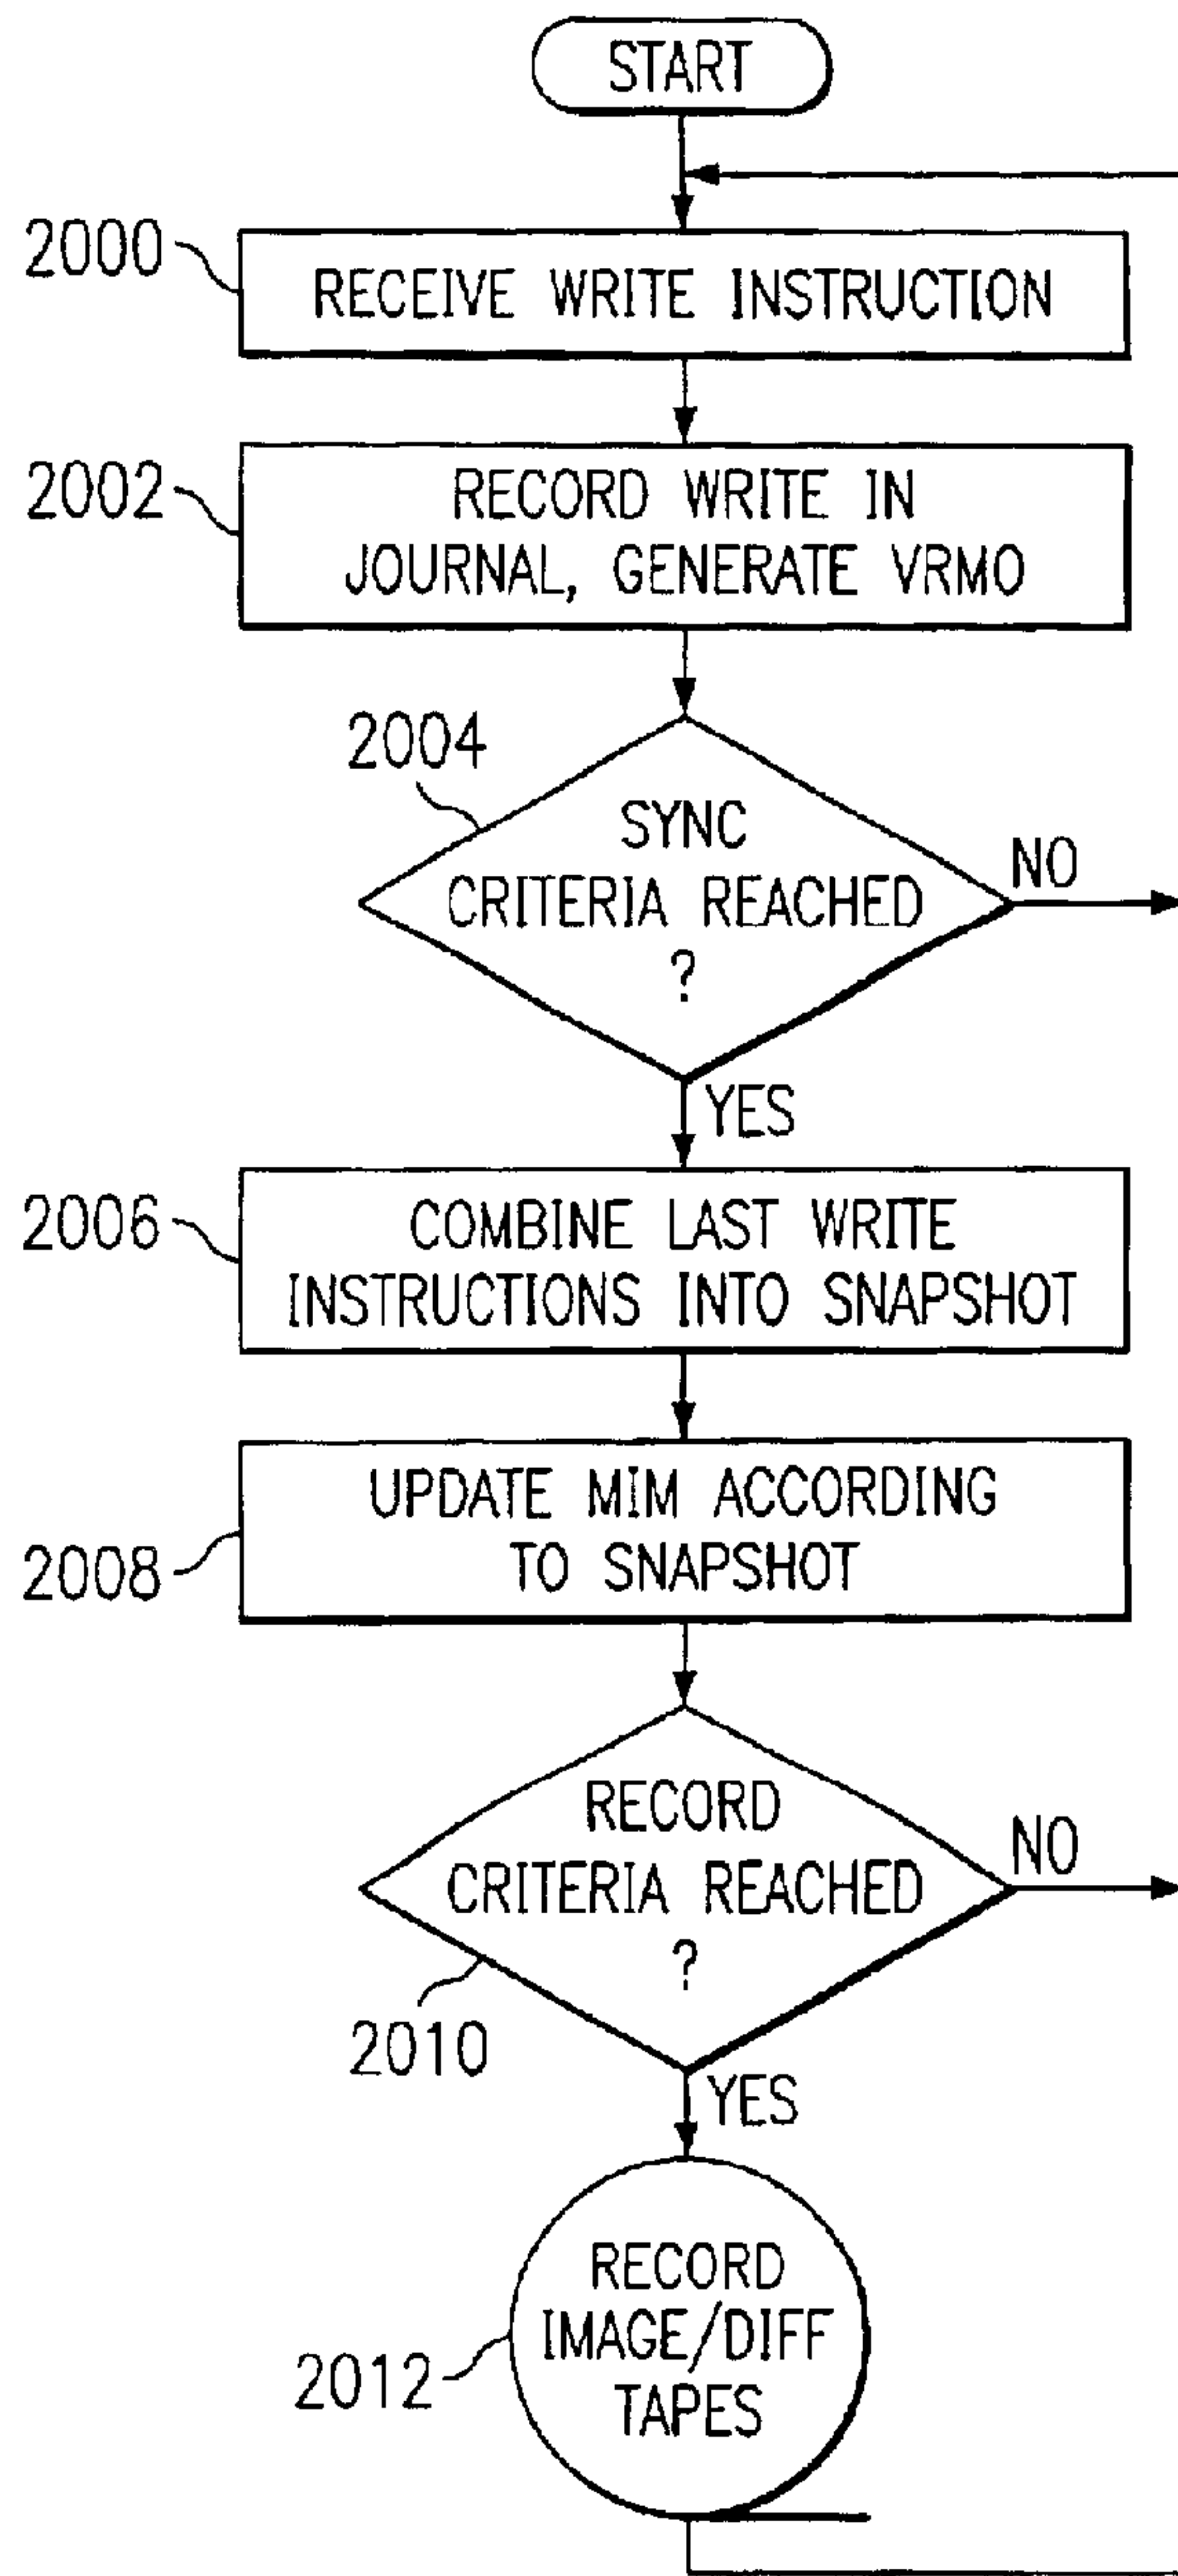 START
2000
RECEIVE WRITE INSTRUCTION
2002
RECORD WRITE IN
JOURNAL, GENERATE VRMO
2004
SYNC
CRITERIA REACHED
?
NO
YES
2006
COMBINE LAST WRITE
INSTRUCTIONS INTO SNAPSHOT
UPDATE MIM ACCORDING
TO SNAPSHOT
2008
RECORD
CRITERIA REACHED
?
NO
2010
YES
RECORD
IMAGE/DIFF
TAPES
2012